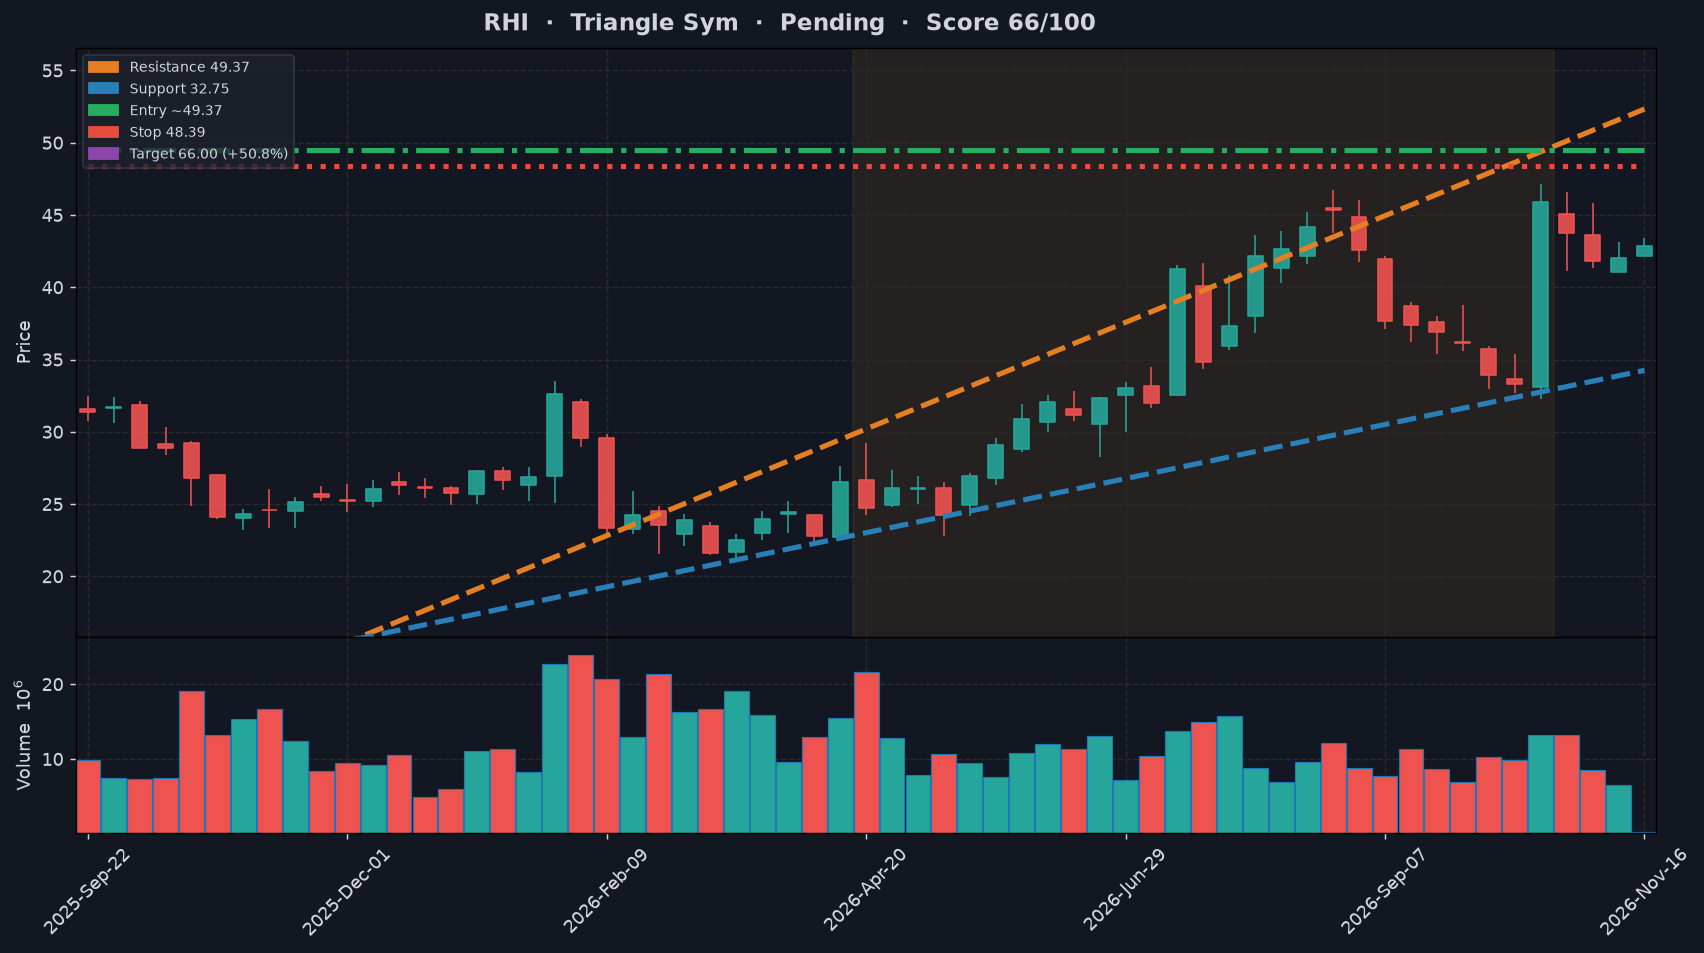 RHI · Triangle Sym · Pending · Score 66/100
Resistance 49.37
Support 32.75
Entry ~49.37
Stop 48.39
Target 66.00 (+50.8%)
Price
55
50
45
40
35
30
25
20
Volume 10⁶
20
10
2025-Sep-22
2025-Dec-01
2026-Feb-09
2026-Apr-20
2026-Jun-29
2026-Sep-07
2026-Nov-16